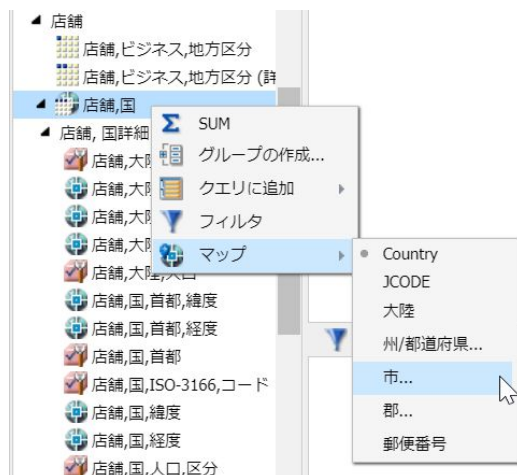 店舗
店舗,ビジネス,地方区分
店舗,ビジネス,地方区分 (詳
店舗,国
店舗, 国詳細
店舗,大陸
店舗,大
店舗,大
店舗,大
店舗,大陸,人口
店舗,国,首都,緯度
店舗,国,首都,経度
店舗,国,首都
店舗,国,ISO-3166,コード
店舗,国,緯度
店舗,国,経度
店舗,国,人口,区分
SUM
グループの作成...
クエリに追加
フィルタ
マップ
Country
JCODE
大陸
州/都道府県...
市...
郡...
郵便番号